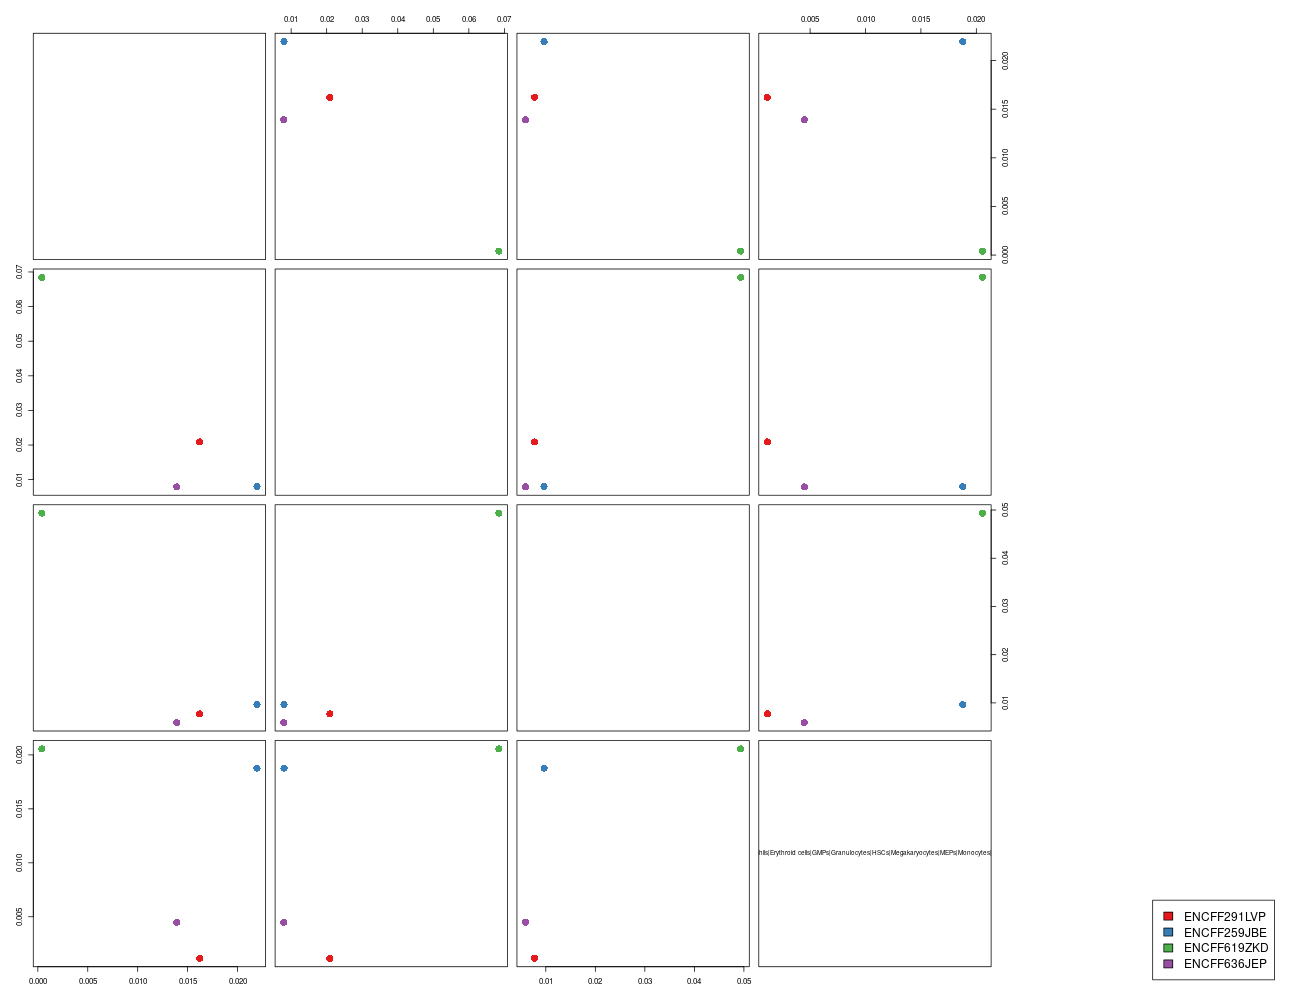 0.01 0.02 0.03 0.04 0.05 0.06 0.07
0.005 0.010 0.015 0.020
0.020
0.015
0.010
0.005
0.000
0.07
0.06
0.05
0.04
0.03
0.02
0.01
0.05
0.04
0.03
0.02
0.01
0.020
0.015
0.010
0.005
hils|Erythroid cells|GMPs|Granulocytes|HSCs|Megakaryocytes|MEPs|Monocytes|
0.000 0.005 0.010 0.015 0.020
0.01 0.02 0.03 0.04 0.05
ENCFF291LVP
ENCFF259JBE
ENCFF619ZKD
ENCFF636JEP